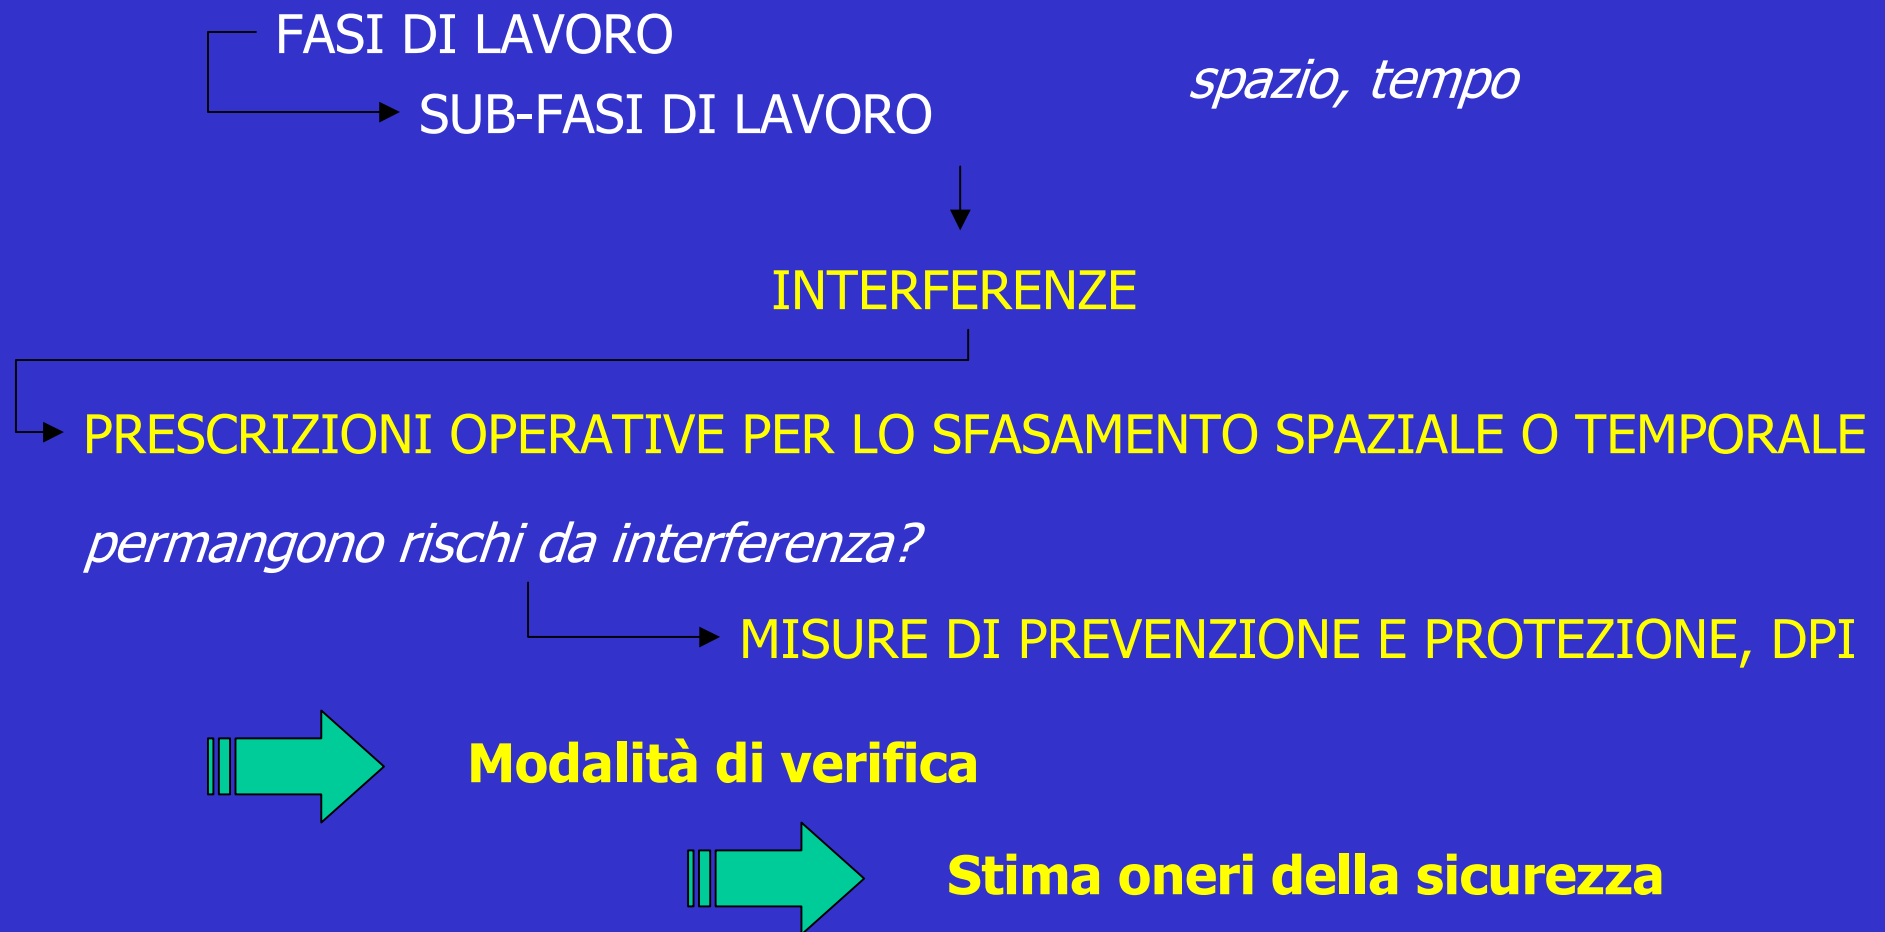 FASI DI LAVORO
spazio, tempo
SUB-FASI DI LAVORO
INTERFERENZE
PRESCRIZIONI OPERATIVE PER LO SFASAMENTO SPAZIALE O TEMPORALE
permangono rischi da interferenza?
MISURE DI PREVENZIONE E PROTEZIONE, DPI
Modalità di verifica
Stima oneri della sicurezza